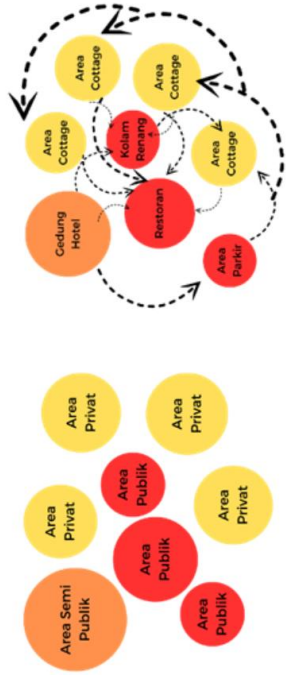 Area Semi
Publik
Area
Privat
Area
Privat
Area
Publik
Area
Publik
Area
Publik
Area
Privat
Area
Privat
Gedung
Hotel
Area
Cottage
Area
Cottage
Kolam
Renang
Area
Cottage
Restoran
Area
Cottage
Area
Parkir